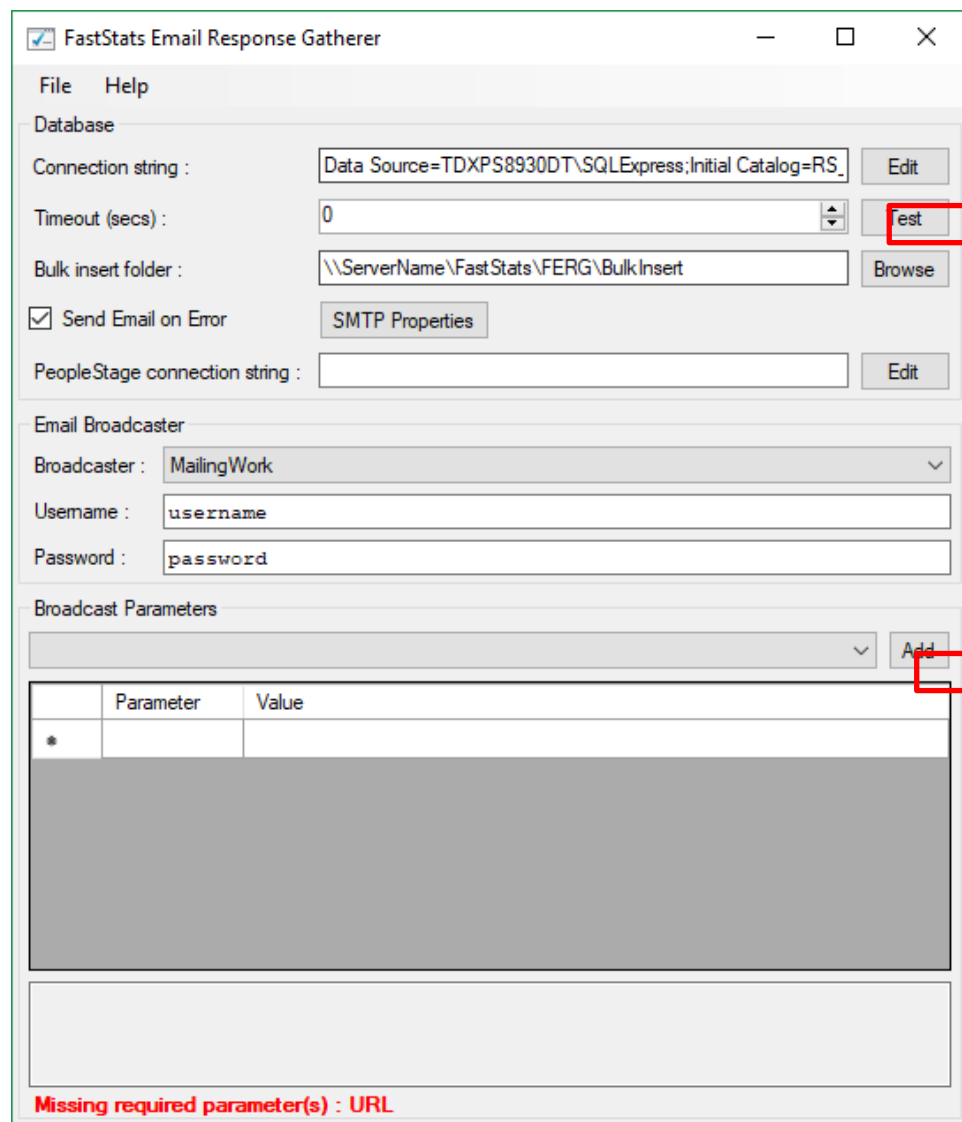 FastStats Email Response Gatherer
File Help
Database
Connection string : Data Source=TDXPS8930DT\SQLExpress;Initial Catalog=RS_ Edit
Timeout (secs) : 0 Test
Bulk insert folder : \\ServerName\FastStats\FERG\BulkInsert Browse
Send Email on Error SMTP Properties
PeopleStage connection string : Edit
Email Broadcaster
Broadcaster : MailingWork
Username : username
Password : password
Broadcast Parameters
Add
Parameter Value
*
Missing required parameter(s) : URL